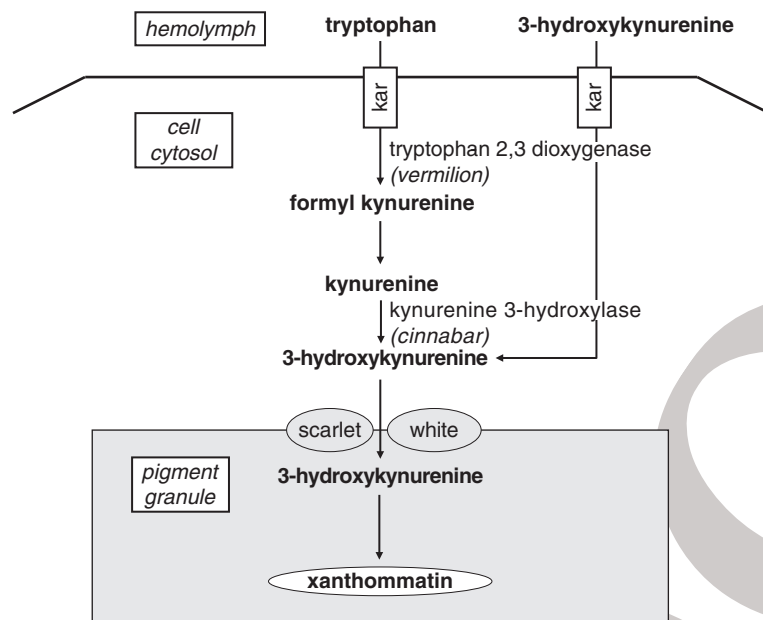 hemolymph
tryptophan
3-hydroxykynurenine
kar
kar
cell
cytosol
tryptophan 2,3 dioxygenase
(vermilion)
formyl kynurenine
kynurenine
kynurenine 3-hydroxylase
(cinnabar)
3-hydroxykynurenine
scarlet
white
pigment
granule
3-hydroxykynurenine
xanthommatin